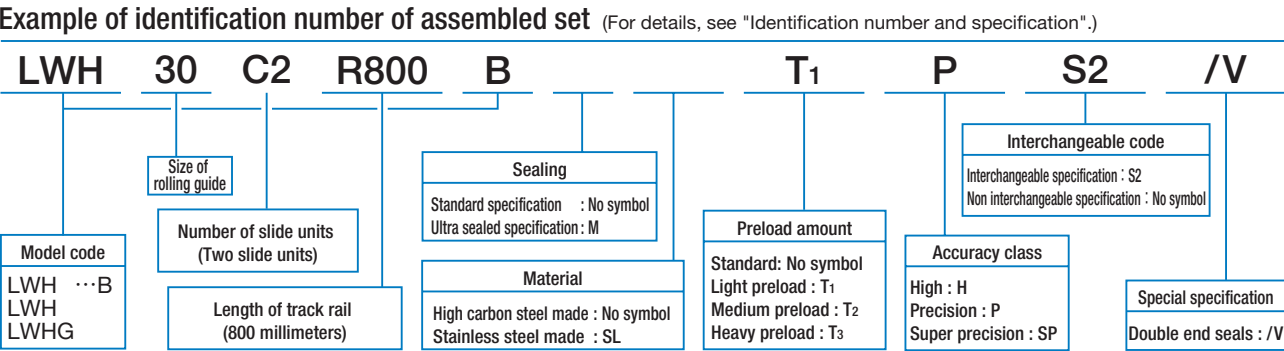 Example of identification number of assembled set (For details, see "Identification number and specification".)
LWH 30 C2 R800 B T1 P S2 /V
Interchangeable code
Interchangeable specification : S2
Non interchangeable specification : No symbol
Size of
rolling guide
Sealing
Standard specification : No symbol
Ultra sealed specification : M
Number of slide units
(Two slide units)
Preload amount
Standard: No symbol
Light preload : T1
Medium preload : T2
Heavy preload : T3
Model code
LWH …B
LWH
LWHG
Accuracy class
High : H
Precision : P
Super precision : SP
Material
High carbon steel made : No symbol
Stainless steel made : SL
Length of track rail
(800 millimeters)
Special specification
Double end seals : /V